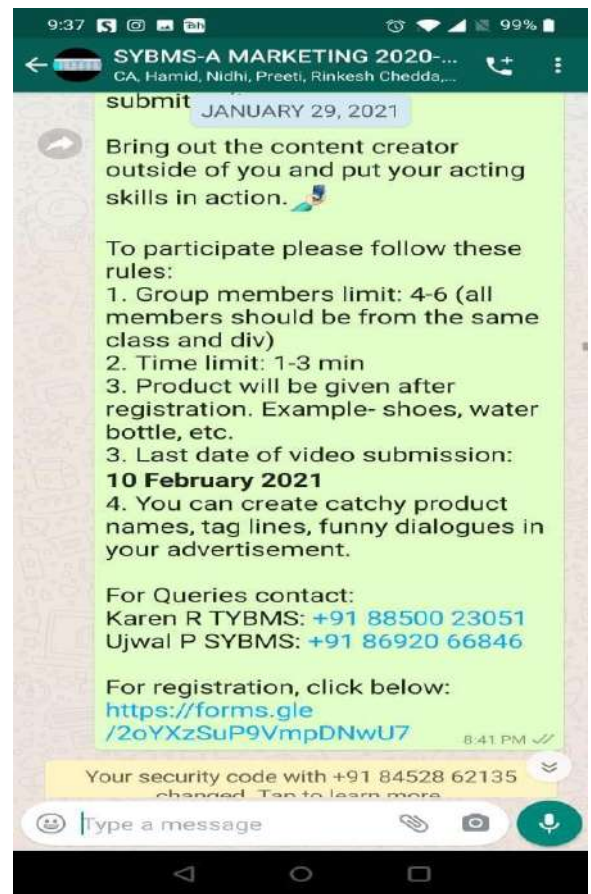 9:37 99%
SYBMS-A MARKETING 2020-...
CA, Hamid, Nidhi, Preeti, Rinkesh Chedda,...
submit
JANUARY 29, 2021
Bring out the content creator
outside of you and put your acting
skills in action.
To participate please follow these
rules:
1. Group members limit: 4-6 (all
members should be from the same
class and div)
2. Time limit: 1-3 min
3. Product will be given after
registration. Example- shoes, water
bottle, etc.
3. Last date of video submission:
10 February 2021
4. You can create catchy product
names, tag lines, funny dialogues in
your advertisement.
For Queries contact:
Karen R TYBMS: +91 88500 23051
Ujwal P SYBMS: +91 86920 66846
For registration, click below:
https://forms.gle
/2oYXzSuP9VmpDNwU7
8:41 PM
Your security code with +91 84528 62135
changed. Tap to learn more
Type a message